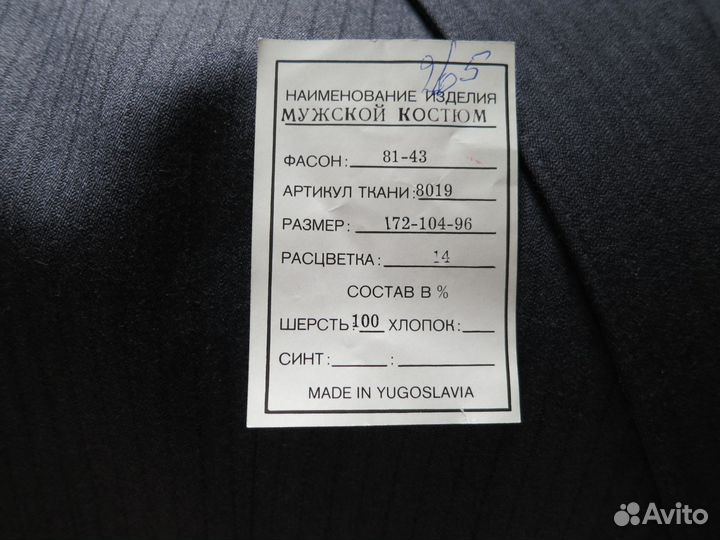 НАИМЕНОВАНИЕ ИЗДЕЛИЯ
МУЖСКОЙ КОСТЮМ
ФАСОН: 81-43
АРТИКУЛ ТКАНИ: 8019
РАЗМЕР: 172-104-96
РАСЦВЕТКА: 14
СОСТАВ В %
ШЕРСТЬ: 100 ХЛОПОК:
СИНТ: :
MADE IN YUGOSLAVIA
Avito